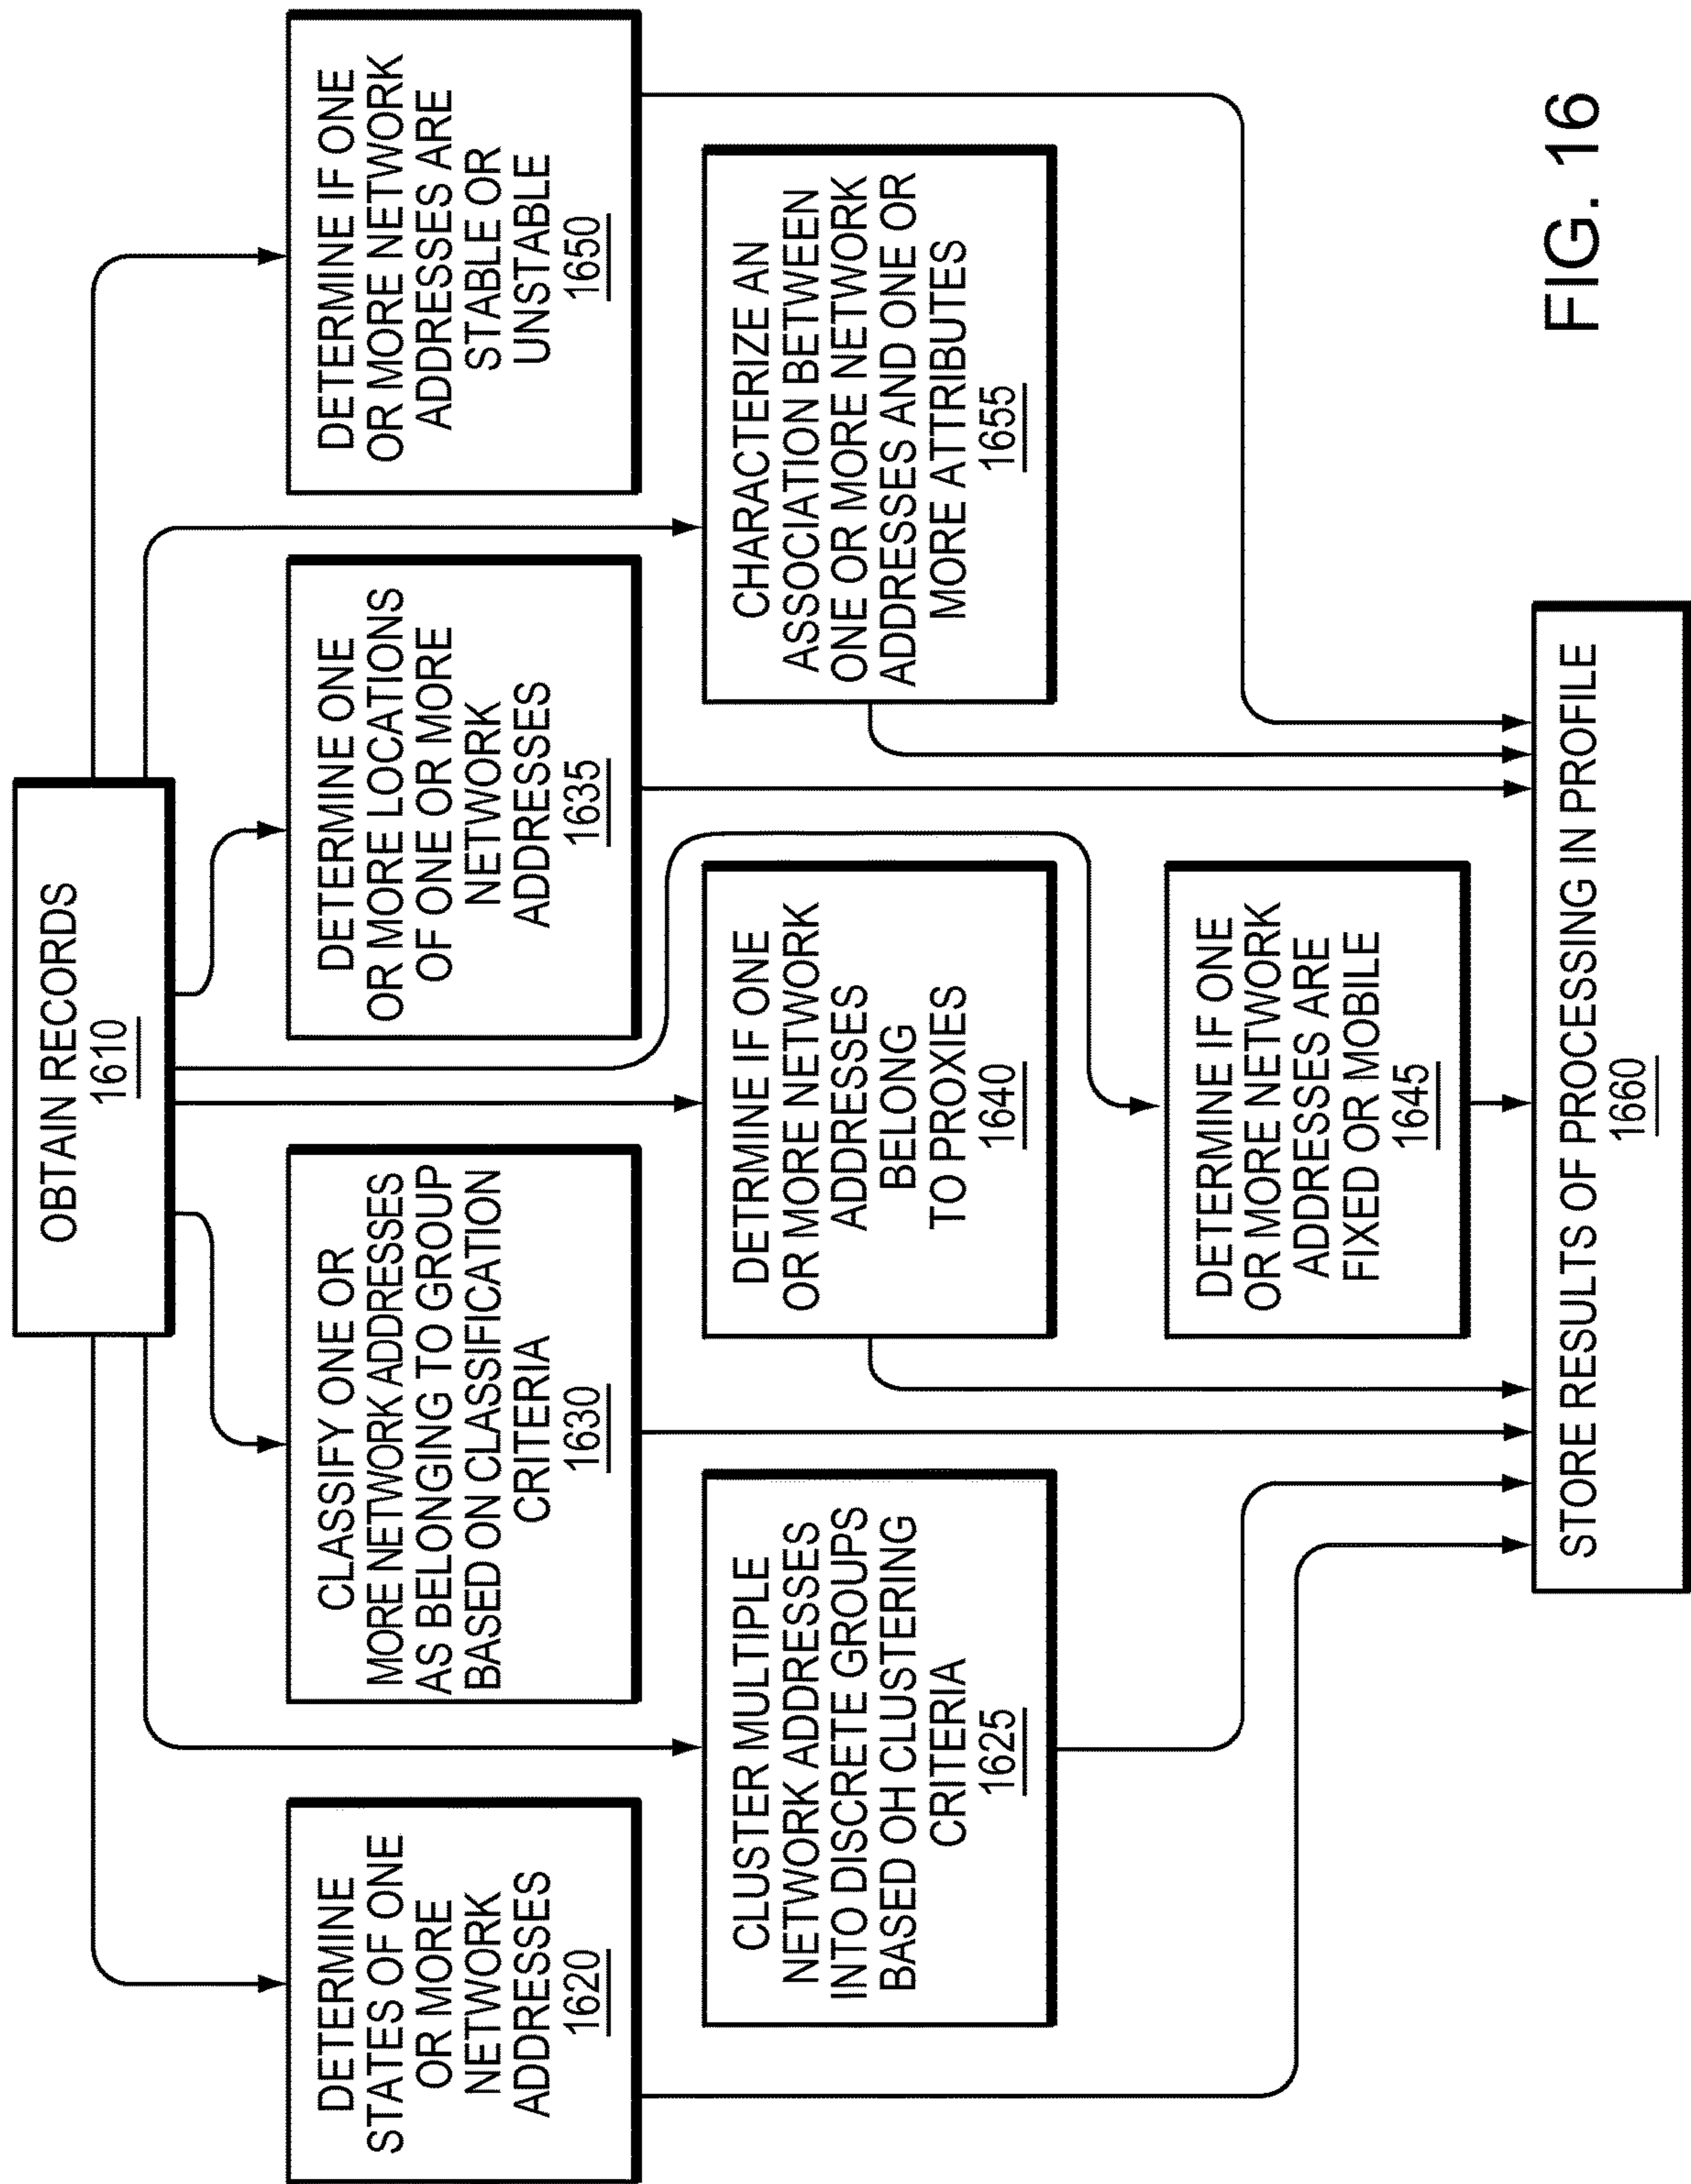 OBTAIN RECORDS
1610
DETERMINE
STATES OF ONE
OR MORE
NETWORK
ADDRESSES
1620
CLASSIFY ONE OR
MORE NETWORK ADDRESSES
AS BELONGING TO GROUP
BASED ON CLASSIFICATION
CRITERIA
1630
DETERMINE ONE
OR MORE LOCATIONS
OF ONE OR MORE
NETWORK
ADDRESSES
1635
DETERMINE IF ONE
OR MORE NETWORK
ADDRESSES ARE
STABLE OR
UNSTABLE
1650
CLUSTER MULTIPLE
NETWORK ADDRESSES
INTO DISCRETE GROUPS
BASED OH CLUSTERING
CRITERIA
1625
DETERMINE IF ONE
OR MORE NETWORK
ADDRESSES
BELONG
TO PROXIES
1640
CHARACTERIZE AN
ASSOCIATION BETWEEN
ONE OR MORE NETWORK
ADDRESSES AND ONE OR
MORE ATTRIBUTES
1655
DETERMINE IF ONE
OR MORE NETWORK
ADDRESSES ARE
FIXED OR MOBILE
1645
STORE RESULTS OF PROCESSING IN PROFILE
1660
FIG. 16